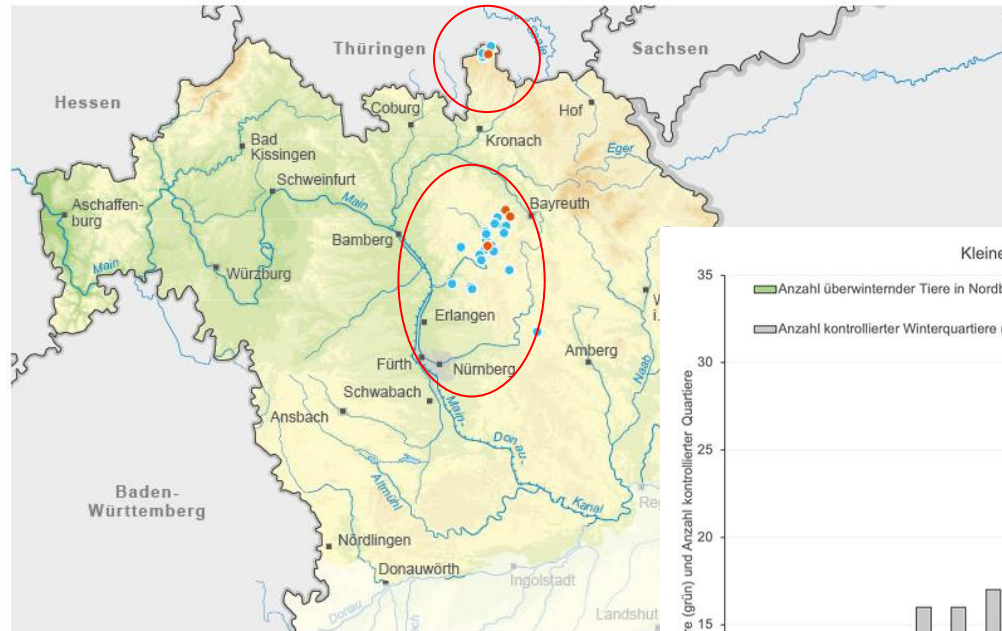 Thüringen
Sachsen
Saale
Hessen
Coburg
Hof
Kronach
Bad
Kissingen
Eger
Schweinfurt
Aschaffen-
burg
Main
Bayreuth
Bamberg
Main
Würzburg
Erlangen
Fürth
Nürnberg
Amberg
Naab
Schwabach
Ansbach
Main-
Donau-
Kanal
Altmühl
Baden-
Württemberg
Nördlingen
Donauwörth
Ingolstadt
Donau
Landshut
35
Anzahl überwinternder Tiere in
Anzahl kontrollierter Winterquartiere
30
25
20
15
(grün) und Anzahl kontrollierter Quartiere